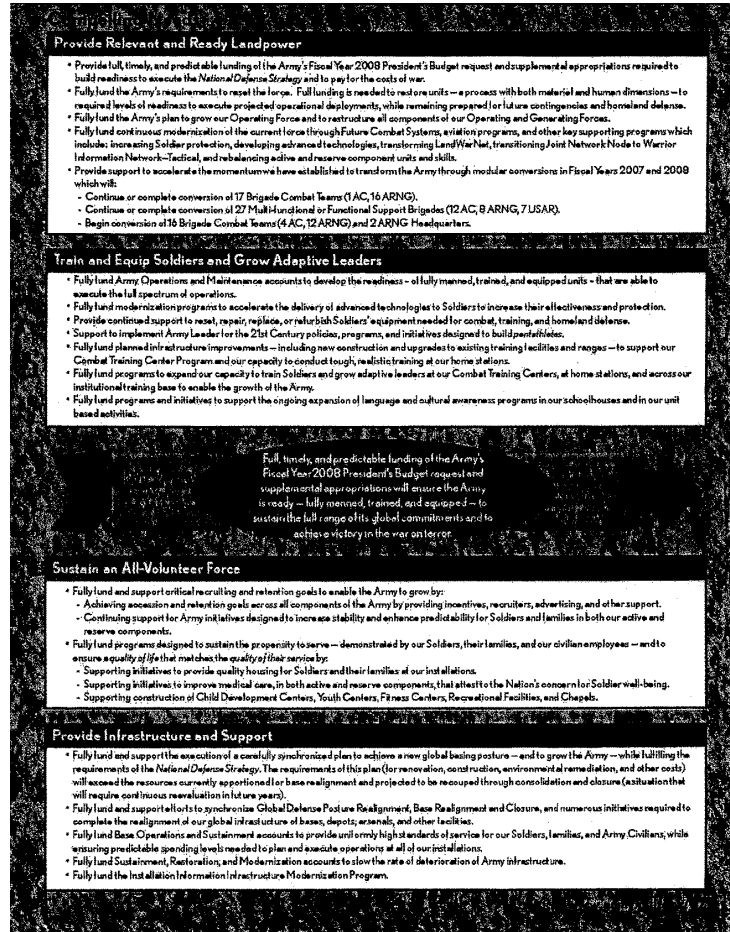 Provide Relevant and Ready Landpower
• Provide full, timely, and predictable funding of the Army's Fiscal Year 2008 President's Budget request and supplemental appropriations required to
build readiness to execute the National Defense Strategy and to pay for the costs of war.
• Fully fund the Army's requirements to reset the force. Full funding is needed to restore units – a process with both materiel and human dimensions – to
required levels of readiness to execute projected operational deployments, while remaining prepared for future contingencies and homeland defense.
• Fully fund the Army's plan to grow our Operating Force and to restructure all components of our Operating and Generating Forces.
• Fully fund continuous modernization of the current force through Future Combat Systems, aviation programs, and other key supporting programs which
include: increasing Soldier protection, developing advanced technologies, transforming LandWarNet, transitioning Joint Network Node to Warrior
Information Network–Tactical, and rebalancing active and reserve component units and skills.
• Provide support to accelerate the momentum we have established to transform the Army through modular conversions in Fiscal Years 2007 and 2008
which will:
- Continue or complete conversion of 17 Brigade Combat Teams (1 AC, 16 ARNG).
- Continue or complete conversion of 27 Multi-functional or Functional Support Brigades (12 AC, 8 ARNG, 7 USAR).
- Begin conversion of 16 Brigade Combat Teams (4 AC, 12 ARNG) and 2 ARNG Headquarters.
Train and Equip Soldiers and Grow Adaptive Leaders
• Fully fund Army Operations and Maintenance accounts to develop the readiness – of fully manned, trained, and equipped units – that are able to
execute the full spectrum of operations.
• Fully fund modernization programs to accelerate the delivery of advanced technologies to Soldiers to increase their effectiveness and protection.
• Provide continued support to reset, repair, replace, or refurbish Soldiers' equipment needed for combat, training, and homeland defense.
• Support to implement Army Leader for the 21st Century policies, programs, and initiatives designed to build pentathletes.
• Fully fund planned infrastructure improvements – including new construction and upgrades to existing training facilities and ranges – to support our
Combat Training Center Program and our capacity to conduct tough, realistic training at our home stations.
• Fully fund programs to expand our capacity to train Soldiers and grow adaptive leaders at our Combat Training Centers, at home stations, and across our
institutional training base to enable the growth of the Army.
• Fully fund programs and initiatives to support the ongoing expansion of language and cultural awareness programs in our schoolhouses and in our unit
based activities.
Full, timely, and predictable funding of the Army's
Fiscal Year 2008 President's Budget request and
supplemental appropriations will ensure the Army
is ready – fully manned, trained, and equipped – to
sustain the full range of its global commitments and to
achieve victory in the war on terror.
Sustain an All-Volunteer Force
• Fully fund and support critical recruiting and retention goals to enable the Army to grow by:
- Achieving accession and retention goals across all components of the Army by providing incentives, recruiters, advertising, and other support.
- Continuing support for Army initiatives designed to increase stability and enhance predictability for Soldiers and families in both our active and
reserve components.
• Fully fund programs designed to sustain the propensity to serve – demonstrated by our Soldiers, their families, and our civilian employees – and to
ensure a quality of life that matches the quality of their service by:
- Supporting initiatives to provide quality housing for Soldiers and their families at our installations.
- Supporting initiatives to improve medical care, in both active and reserve components, that attest to the Nation's concern for Soldier well-being.
- Supporting construction of Child Development Centers, Youth Centers, Fitness Centers, Recreational Facilities, and Chapels.
Provide Infrastructure and Support
• Fully fund and support the execution of a carefully synchronized plan to achieve a new global basing posture – and to grow the Army – while fulfilling the
requirements of the National Defense Strategy. The requirements of this plan (for renovation, construction, environmental remediation, and other costs)
will exceed the resources currently apportioned for base realignment and projected to be recouped through consolidation and closure (a situation that
will require continuous reevaluation in future years).
• Fully fund and support efforts to synchronize Global Defense Posture Realignment, Base Realignment and Closure, and numerous initiatives required to
complete the realignment of our global infrastructure of bases, depots, arsenals, and other facilities.
• Fully fund Base Operations and Sustainment accounts to provide uniformly high standards of service for our Soldiers, families, and Army Civilians, while
ensuring predictable spending levels needed to plan and execute operations at all of our installations.
• Fully fund Sustainment, Restoration, and Modernization accounts to slow the rate of deterioration of Army infrastructure.
• Fully fund the Installation Information Infrastructure Modernization Program.